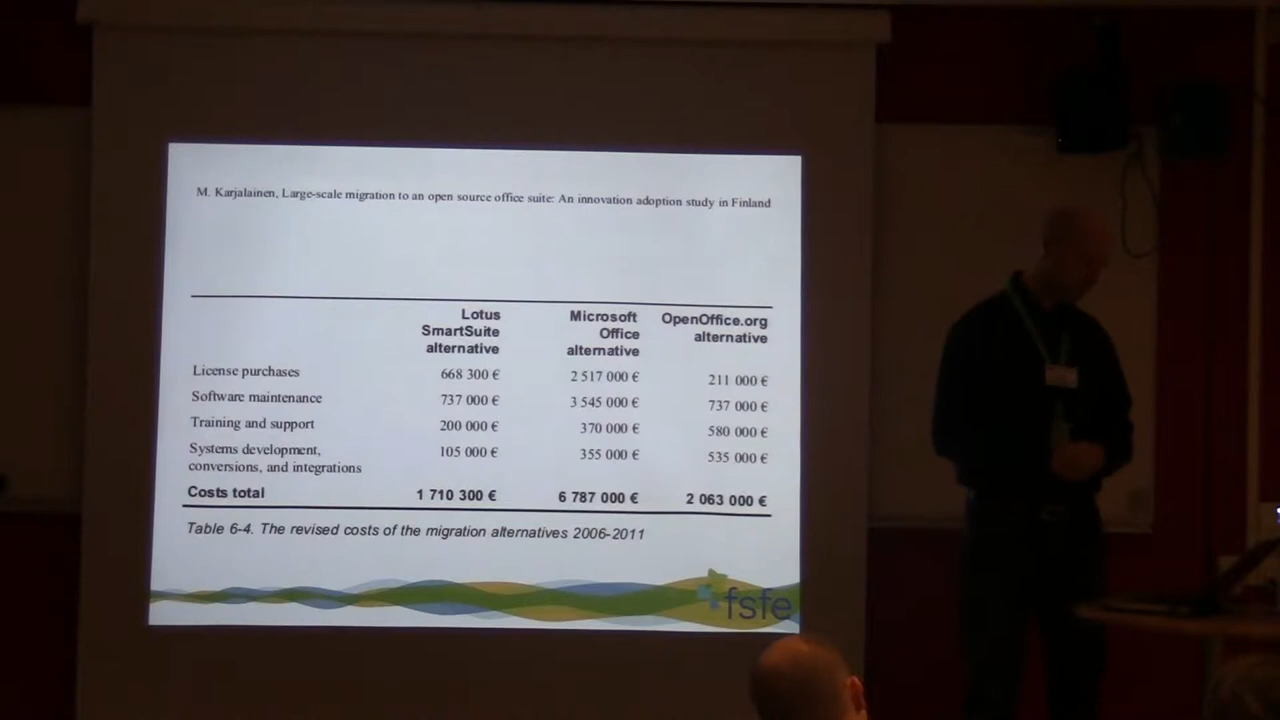 M. Karjalainen, Large-scale migration to an open source office suite: An innovation adoption study in Finland
Lotus SmartSuite alternative Microsoft Office alternative OpenOffice.org alternative
License purchases 668 300 € 2 517 000 € 211 000 €
Software maintenance 737 000 € 3 545 000 € 737 000 €
Training and support 200 000 € 370 000 € 580 000 €
Systems development,
conversions, and integrations 105 000 € 355 000 € 535 000 €
Costs total 1 710 300 € 6 787 000 € 2 063 000 €
Table 6-4. The revised costs of the migration alternatives 2006-2011
fsfe